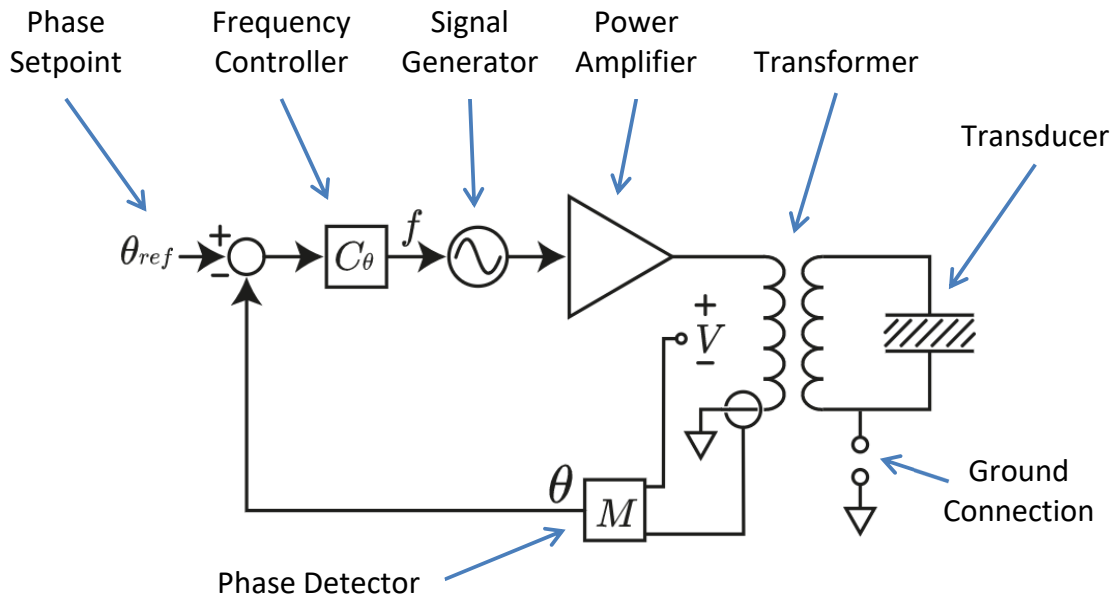 Phase
Setpoint
Frequency
Controller
Signal
Generator
Power
Amplifier
Transformer
Transducer
θref
+
−
Cθ
f
+
V
−
θ
M
Ground
Connection
Phase Detector